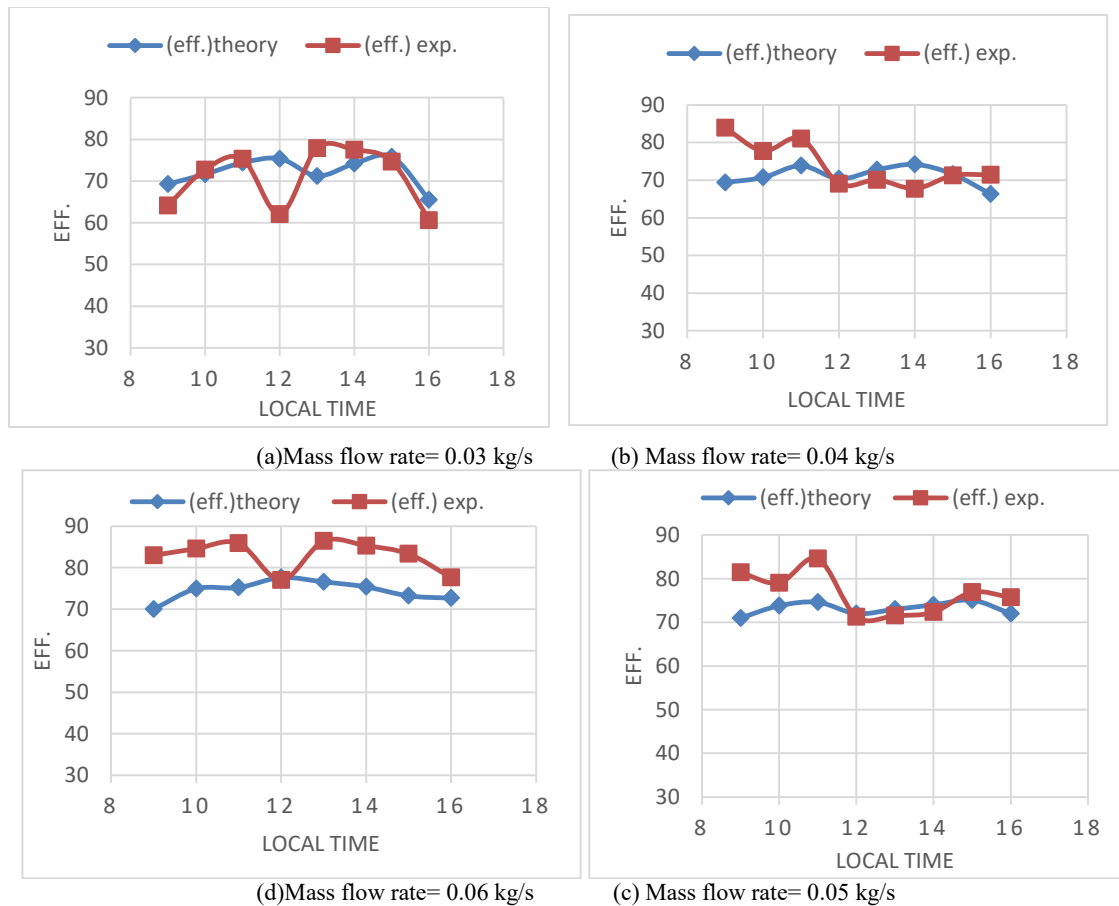 (eff.)theory (eff.) exp.
90
80
70
60
50
40
30
EFF.
8 10 12 14 16 18
LOCAL TIME
(eff.)theory (eff.) exp.
90
80
70
60
50
40
30
EFF.
8 10 12 14 16 18
LOCAL TIME
(a)Mass flow rate= 0.03 kg/s (b) Mass flow rate= 0.04 kg/s
(eff.)theory (eff.) exp.
90
80
70
60
50
40
30
EFF.
8 10 12 14 16 18
LOCAL TIME
(eff.)theory (eff.) exp.
90
80
70
60
50
40
30
EFF.
8 10 12 14 16 18
LOCAL TIME
(d)Mass flow rate= 0.06 kg/s (c) Mass flow rate= 0.05 kg/s